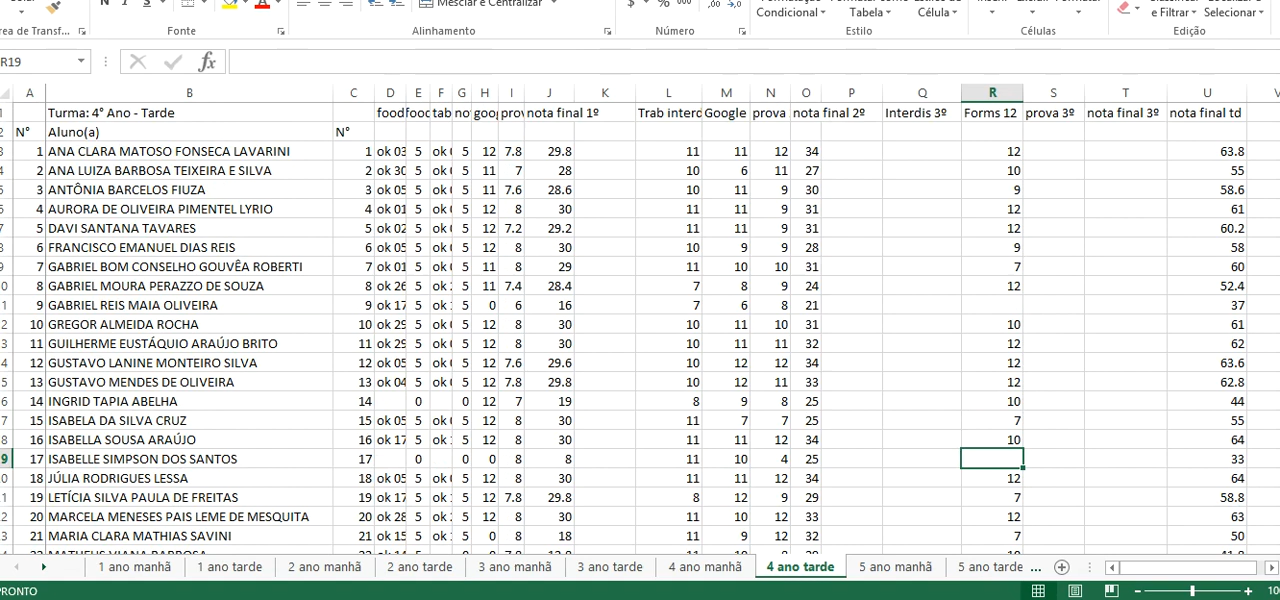 Mesclar e Centralizar
$ % 000 ,00 ,0
Condicional Tabela Célula e Filtrar Selecionar
Fonte Alinhamento Número Estilo Células Edição
R19 fx
A B C D E F G H I J K L M N O P Q R S T U
Turma: 4° Ano - Tarde food food tab no goo prov nota final 1º Trab interd Google prova nota final 2º Interdis 3º Forms 12 prova 3º nota final 3º nota final td
N° Aluno(a) N°
1 ANA CLARA MATOSO FONSECA LAVARINI 1 ok 03 5 ok 5 12 7.8 29.8 11 11 12 34 12 63.8
2 ANA LUIZA BARBOSA TEIXEIRA E SILVA 2 ok 30 5 ok 5 11 7 28 10 6 11 27 10 55
3 ANTÔNIA BARCELOS FIUZA 3 ok 05 5 ok 5 11 7.6 28.6 10 11 9 30 9 58.6
4 AURORA DE OLIVEIRA PIMENTEL LYRIO 4 ok 01 5 ok 5 12 8 30 11 11 9 31 12 61
5 DAVI SANTANA TAVARES 5 ok 02 5 ok 5 12 7.2 29.2 11 11 9 31 12 60.2
6 FRANCISCO EMANUEL DIAS REIS 6 ok 05 5 ok 5 12 8 30 10 9 9 28 9 58
7 GABRIEL BOM CONSELHO GOUVÊA ROBERTI 7 ok 01 5 ok 5 11 8 29 11 10 10 31 7 60
8 GABRIEL MOURA PERAZZO DE SOUZA 8 ok 26 5 ok 5 11 7.4 28.4 7 8 9 24 12 52.4
9 GABRIEL REIS MAIA OLIVEIRA 9 ok 17 5 ok 5 0 6 16 7 6 8 21 37
10 GREGOR ALMEIDA ROCHA 10 ok 29 5 ok 5 12 8 30 10 11 10 31 10 61
11 GUILHERME EUSTÁQUIO ARAÚJO BRITO 11 ok 29 5 ok 5 12 8 30 10 11 11 32 12 62
12 GUSTAVO LANINE MONTEIRO SILVA 12 ok 05 5 ok 5 12 7.6 29.6 10 12 12 34 12 63.6
13 GUSTAVO MENDES DE OLIVEIRA 13 ok 04 5 ok 5 12 7.8 29.8 10 12 11 33 12 62.8
14 INGRID TAPIA ABELHA 14 0 0 12 7 19 8 9 8 25 10 44
15 ISABELA DA SILVA CRUZ 15 ok 05 5 ok 5 12 8 30 11 7 7 25 7 55
16 ISABELLA SOUSA ARAÚJO 16 ok 17 5 ok 5 12 8 30 11 11 12 34 10 64
17 ISABELLE SIMPSON DOS SANTOS 17 0 0 0 8 8 11 10 4 25 33
18 JÚLIA RODRIGUES LESSA 18 ok 05 5 ok 5 12 8 30 11 11 12 34 12 64
19 LETÍCIA SILVA PAULA DE FREITAS 19 ok 17 5 ok 5 12 7.8 29.8 8 12 9 29 7 58.8
20 MARCELA MENESES PAIS LEME DE MESQUITA 20 ok 28 5 ok 5 12 8 30 11 10 12 33 12 63
21 MARIA CLARA MATHIAS SAVINI 21 ok 15 5 ok 5 0 8 18 11 9 12 32 7 50
1 ano manhã 1 ano tarde 2 ano manhã 2 ano tarde 3 ano manhã 3 ano tarde 4 ano manhã 4 ano tarde 5 ano manhã 5 ano tarde ...
PRONTO